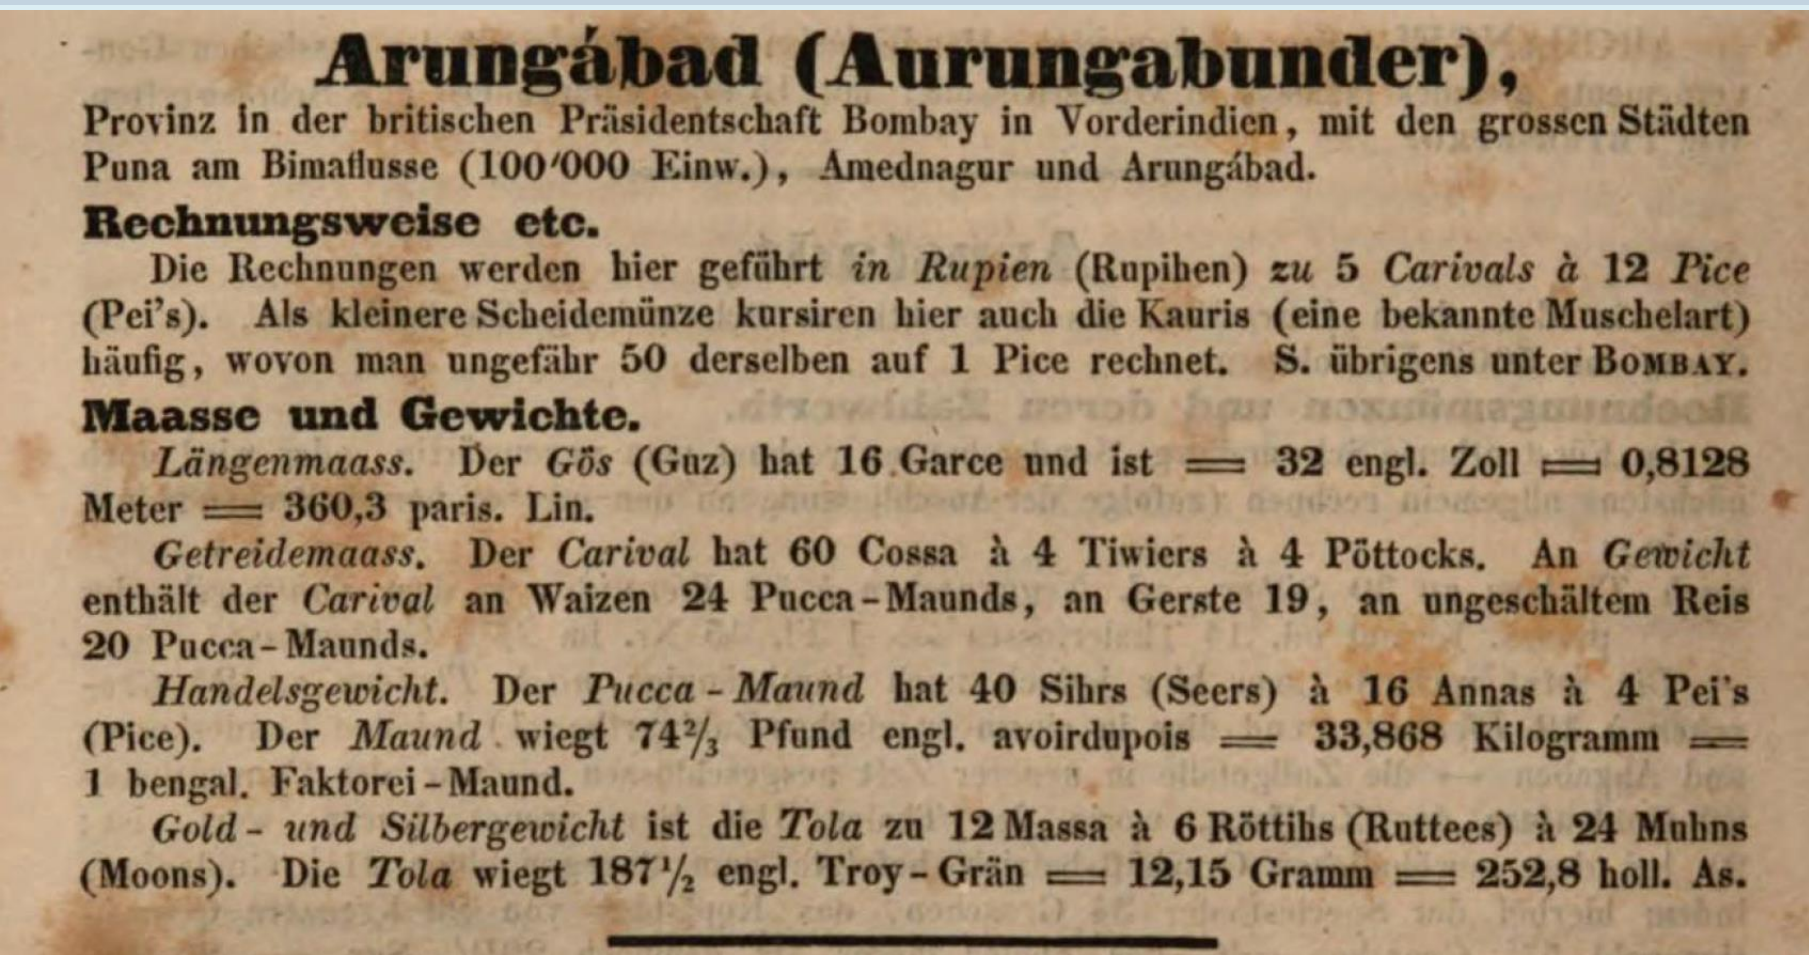 Arungábad (Aurungabunder),
Provinz in der britischen Präsidentschaft Bombay in Vorderindien, mit den grossen Städten
Puna am Bimaflusse (100'000 Einw.), Amednagur und Arungábad.
Rechnungsweise etc.
Die Rechnungen werden hier geführt in Rupien (Rupihen) zu 5 Carivals à 12 Pice
(Pei's). Als kleinere Scheidemünze kursiren hier auch die Kauris (eine bekannte Muschelart)
häufig, wovon man ungefähr 50 derselben auf 1 Pice rechnet. S. übrigens unter BOMBAY.
Maasse und Gewichte.
Längenmaass. Der Gös (Guz) hat 16 Garce und ist = 32 engl. Zoll = 0,8128
Meter = 360,3 paris. Lin.
Getreidemaass. Der Carival hat 60 Cossa à 4 Tiwiers à 4 Pöttocks. An Gewicht
enthält der Carival an Waizen 24 Pucca-Maunds, an Gerste 19, an ungeschältem Reis
20 Pucca-Maunds.
Handelsgewicht. Der Pucca-Maund hat 40 Sihrs (Seers) à 16 Annas à 4 Pei's
(Pice). Der Maund wiegt 74⅔ Pfund engl. avoirdupois = 33,868 Kilogramm =
1 bengal. Faktorei-Maund.
Gold- und Silbergewicht ist die Tola zu 12 Massa à 6 Röttihs (Ruttees) à 24 Muhns
(Moons). Die Tola wiegt 187½ engl. Troy-Grän = 12,15 Gramm = 252,8 holl. As.